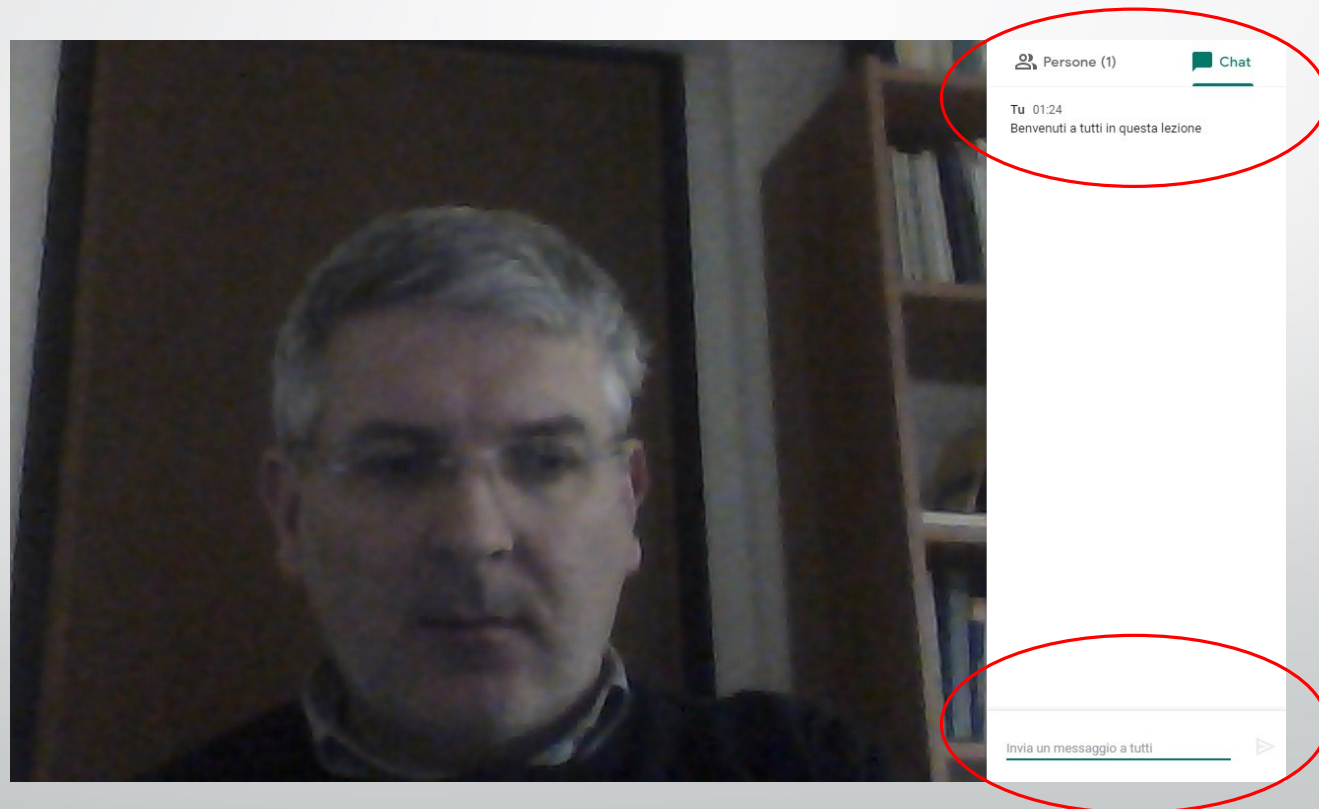 Persone (1)
Chat
Tu 01:24
Benvenuti a tutti in questa lezione
Invia un messaggio a tutti